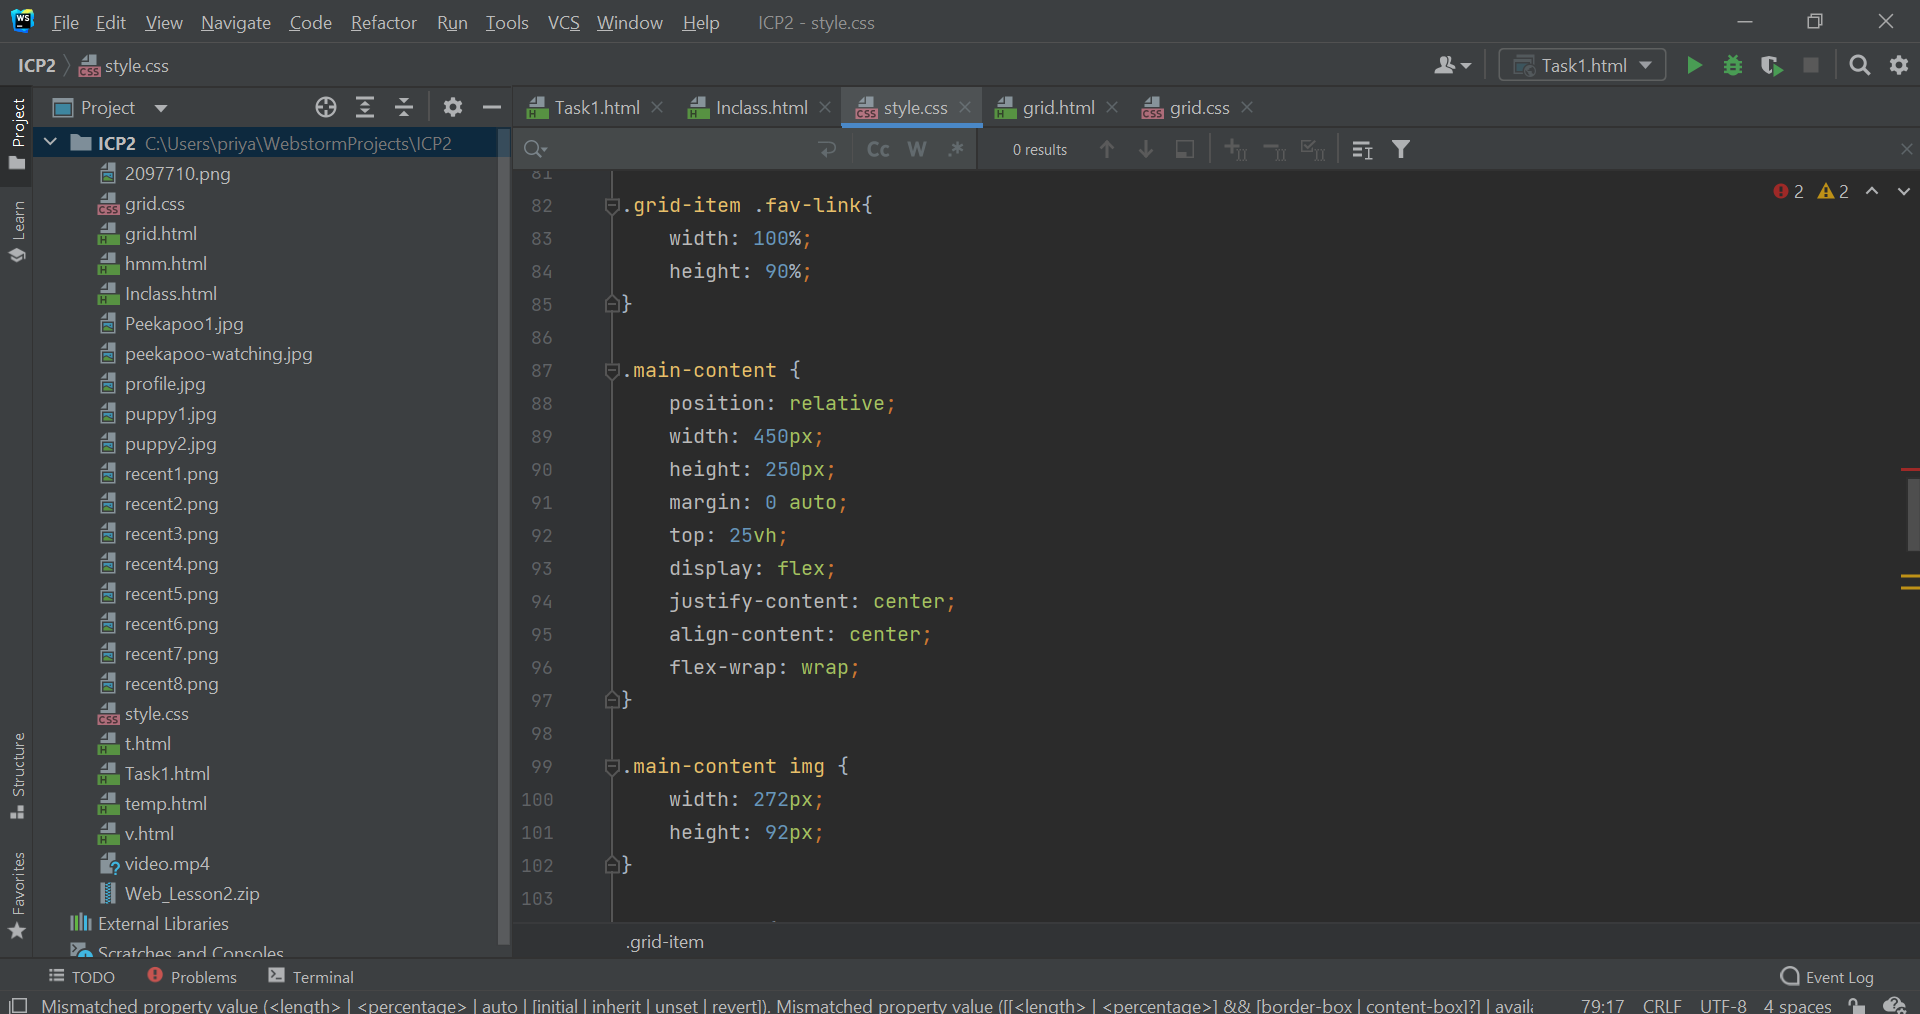 WS File Edit View Navigate Code Refactor Run Tools VCS Window Help ICP2 - style.css
ICP2 style.css Task1.html
Project
Learn
Structure
Favorites
Project
ICP2 C:\Users\priya\WebstormProjects\ICP2
2097710.png
grid.css
grid.html
hmm.html
Inclass.html
Peekapoo1.jpg
peekapoo-watching.jpg
profile.jpg
puppy1.jpg
puppy2.jpg
recent1.png
recent2.png
recent3.png
recent4.png
recent5.png
recent6.png
recent7.png
recent8.png
style.css
t.html
Task1.html
temp.html
v.html
video.mp4
Web_Lesson2.zip
External Libraries
Scratches and Consoles
Task1.html Inclass.html style.css grid.html grid.css
Cc W .* 0 results
2 2
81
82 .grid-item .fav-link{
83 width: 100%;
84 height: 90%;
85 }
86
87 .main-content {
88 position: relative;
89 width: 450px;
90 height: 250px;
91 margin: 0 auto;
92 top: 25vh;
93 display: flex;
94 justify-content: center;
95 align-content: center;
96 flex-wrap: wrap;
97 }
98
99 .main-content img {
100 width: 272px;
101 height: 92px;
102 }
103
.grid-item
TODO Problems Terminal Event Log
Mismatched property value (<length> | <percentage> | auto | [initial | inherit | unset | revert]). Mismatched property value ([[<length> | <percentage>] && [border-box | content-box]?] | availa 79:17 CRLF UTF-8 4 spaces